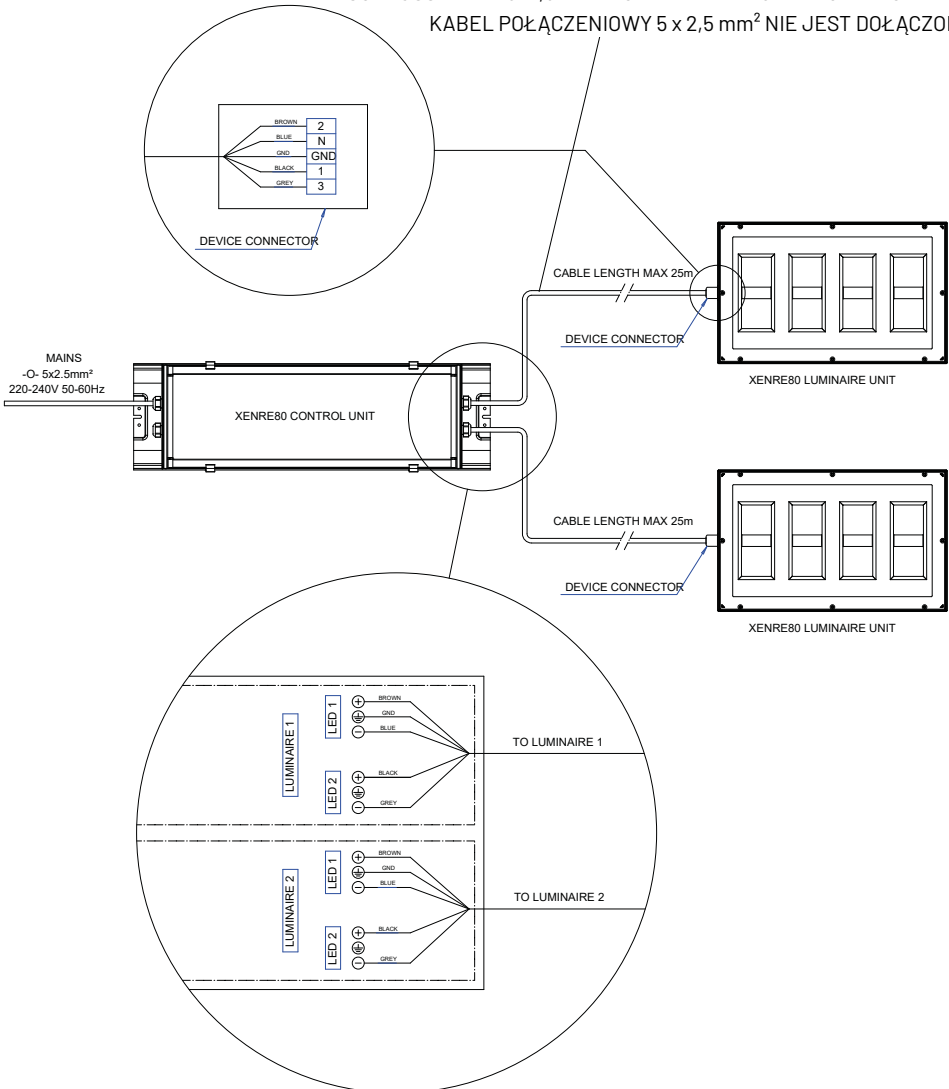 KABEL POŁĄCZENIOWY 5 x 2,5 mm² NIE JEST DOŁĄCZO
BROWN
2
BLUE
N
GND
GND
BLACK
1
GREY
3
DEVICE CONNECTOR
CABLE LENGTH MAX 25m
DEVICE CONNECTOR
XENRE80 LUMINAIRE UNIT
MAINS
-O- 5x2.5mm²
220-240V 50-60Hz
XENRE80 CONTROL UNIT
CABLE LENGTH MAX 25m
DEVICE CONNECTOR
XENRE80 LUMINAIRE UNIT
LUMINAIRE 1
LED 1
BROWN
GND
BLUE
LED 2
BLACK
GREY
TO LUMINAIRE 1
LUMINAIRE 2
LED 1
BROWN
GND
BLUE
LED 2
BLACK
GREY
TO LUMINAIRE 2